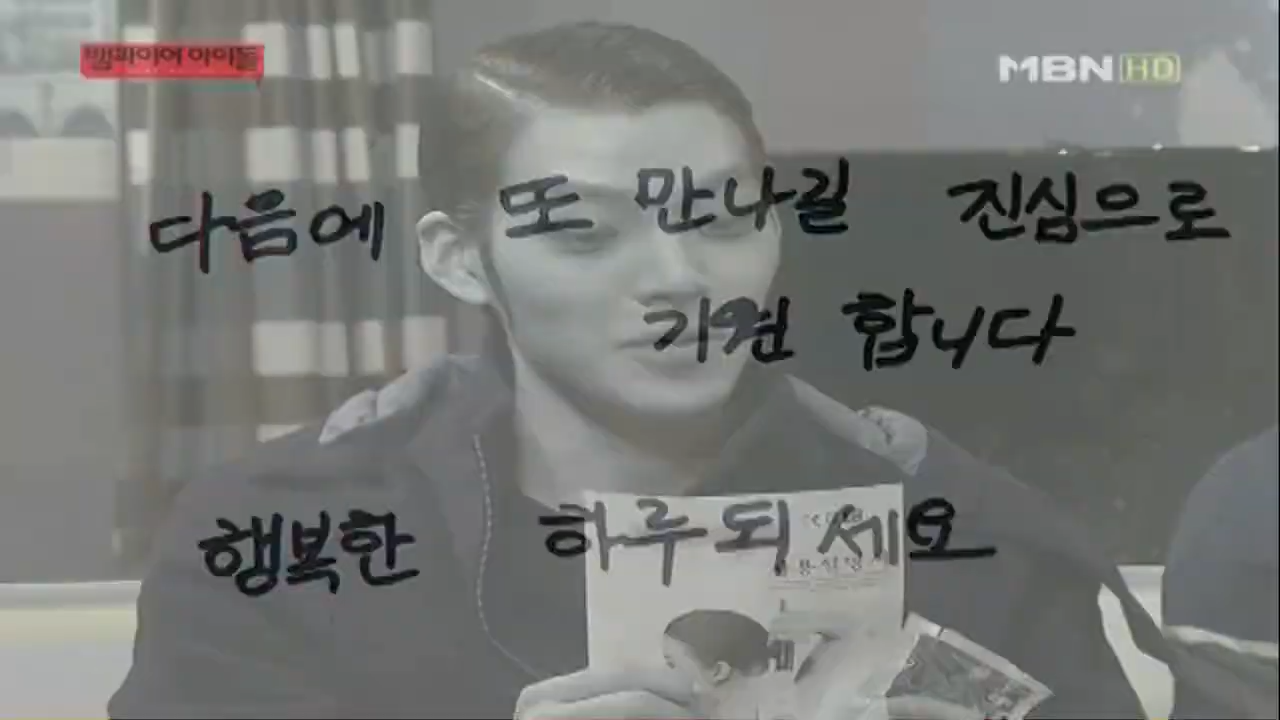 뱀파이어 아이돌
MBN HD
다음에 또 만나길 진심으로
기원 합니다
행복한 하루 되세요